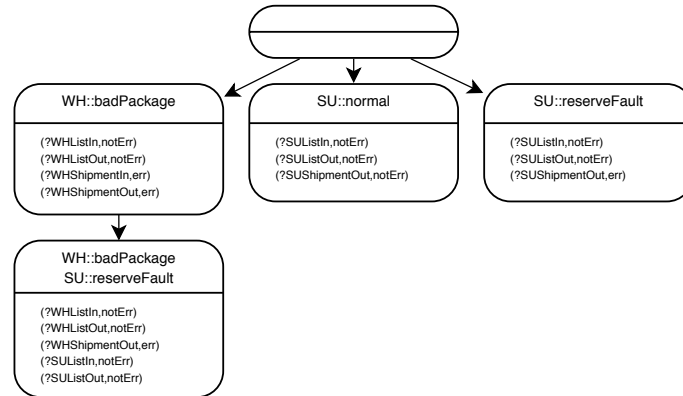 WH::badPackage
(?WHListIn,notErr)
(?WHListOut,notErr)
(?WHShipmentIn,err)
(?WHShipmentOut,err)
SU::normal
(?SUListIn,notErr)
(?SUListOut,notErr)
(?SUShipmentOut,notErr)
SU::reserveFault
(?SUListIn,notErr)
(?SUListOut,notErr)
(?SUShipmentOut,err)
WH::badPackage
SU::reserveFault
(?WHListIn,notErr)
(?WHListOut,notErr)
(?WHShipmentOut,err)
(?SUListIn,notErr)
(?SUListOut,notErr)